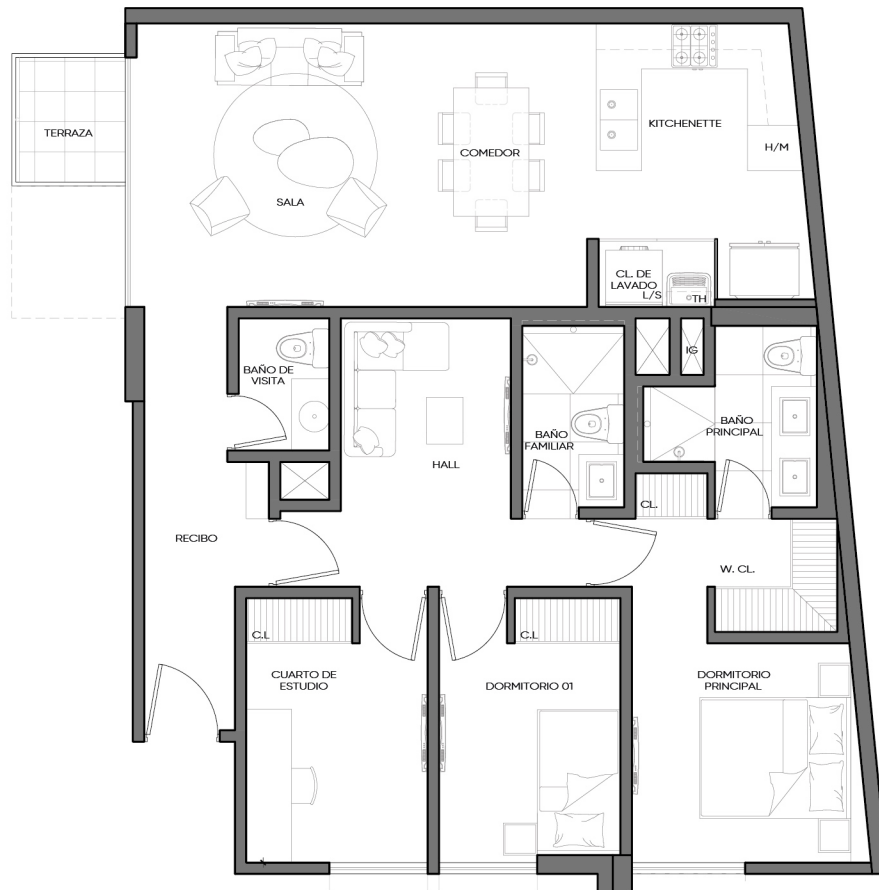 TERRAZA
SALA
COMEDOR
KITCHENETTE
H/M
CL. DE
LAVADO
L/S
TH
BAÑO DE
VISITA
HALL
BAÑO
FAMILIAR
IG
BAÑO
PRINCIPAL
CL.
RECIBO
W. CL.
C.L
CUARTO DE
ESTUDIO
C.L
DORMITORIO 01
DORMITORIO
PRINCIPAL